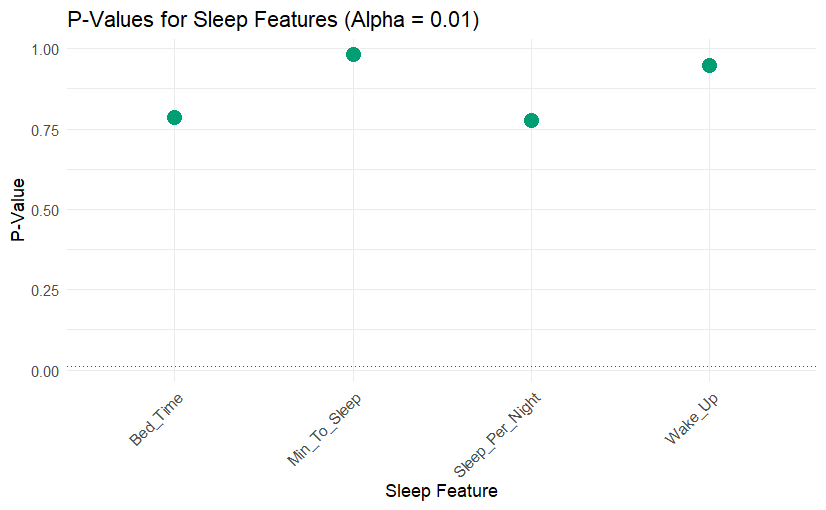 P-Values for Sleep Features (Alpha = 0.01)
P-Value
1.00
0.75
0.50
0.25
0.00
Bed_Time
Min_To_Sleep
Sleep_Per_Night
Wake_Up
Sleep Feature